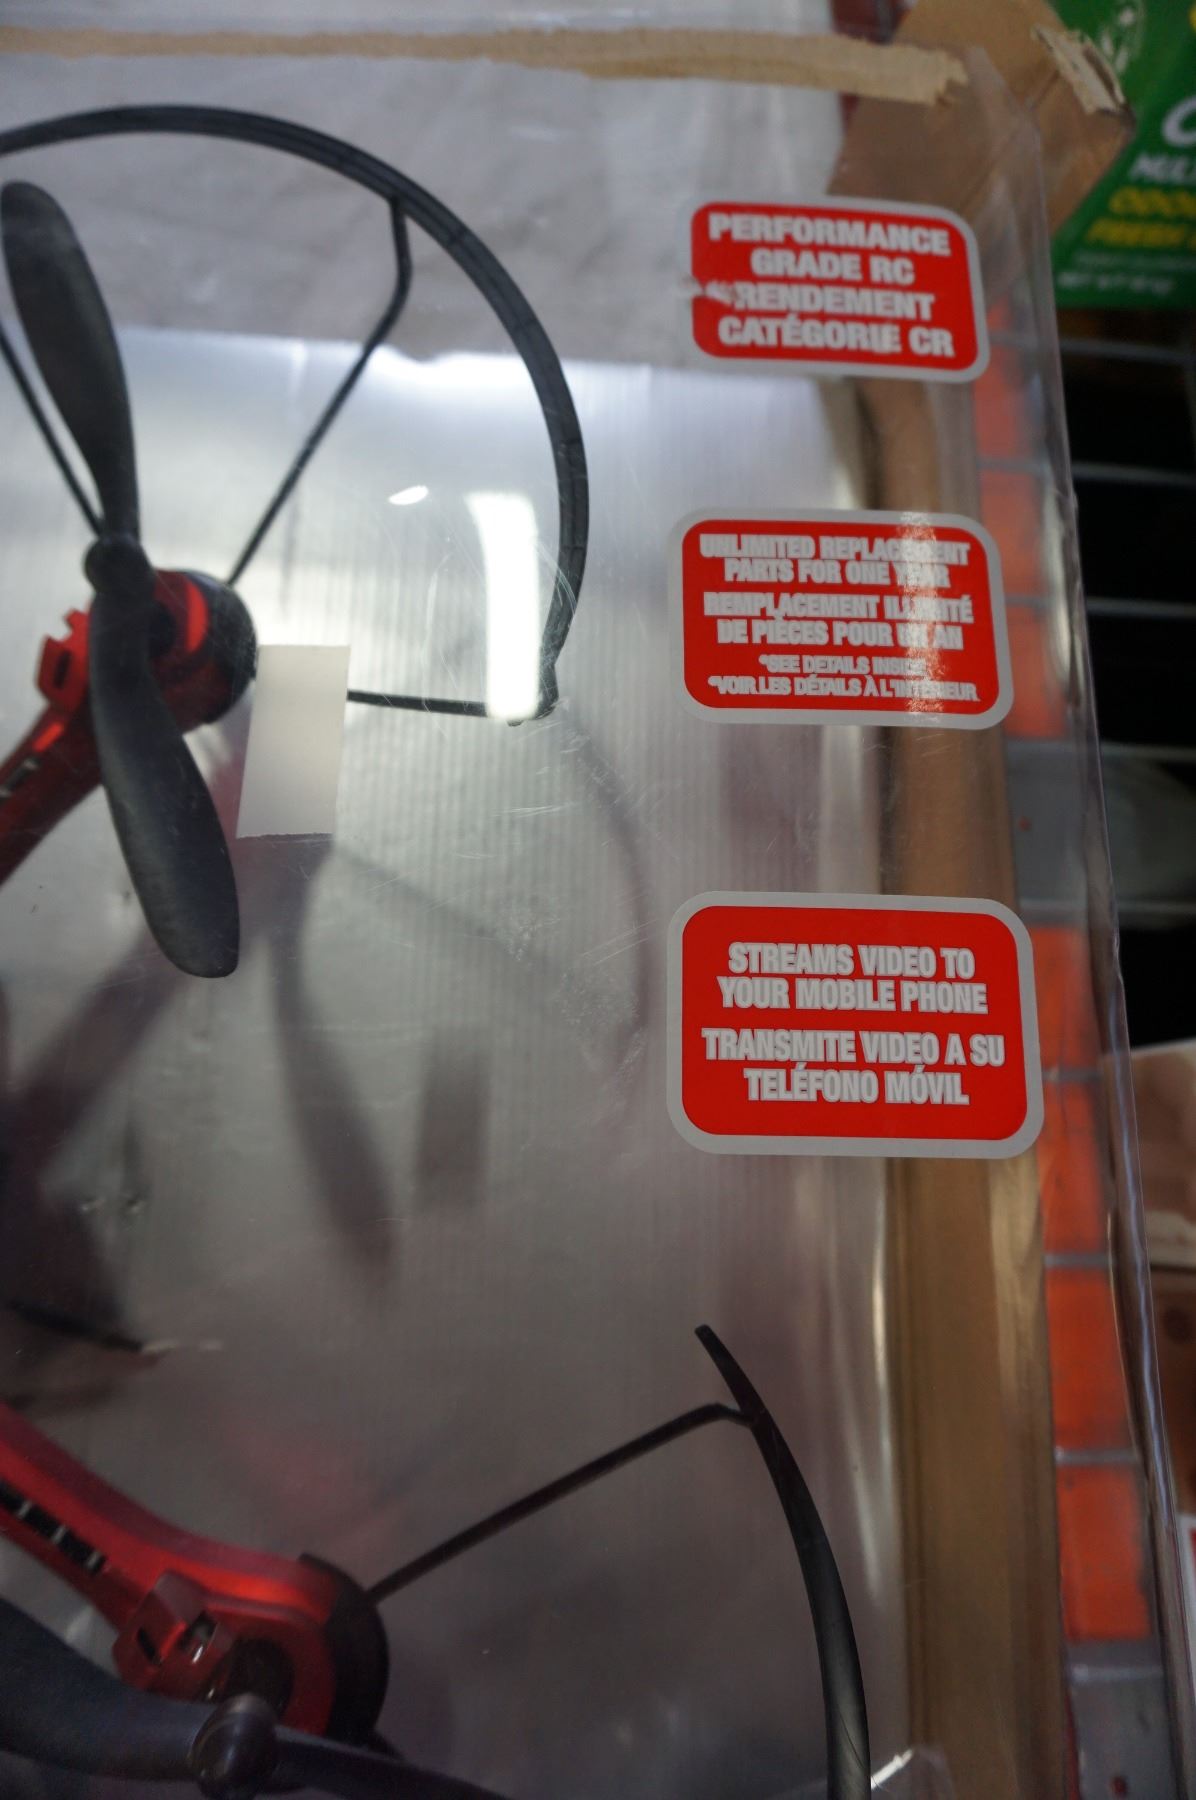 PERFORMANCE
GRADE RC
RENDEMENT
CATÉGORIE CR
UNLIMITED REPLACEMENT
PARTS FOR ONE YEAR
REMPLACEMENT ILLIMITÉ
DE PIÉCES POUR UN AN
*SEE DETAILS INSIDE
*VOIR LES DÉTAILS À L'INTÉRIEUR
STREAMS VIDEO TO
YOUR MOBILE PHONE
TRANSMITE VIDEO A SU
TELÉFONO MÓVIL